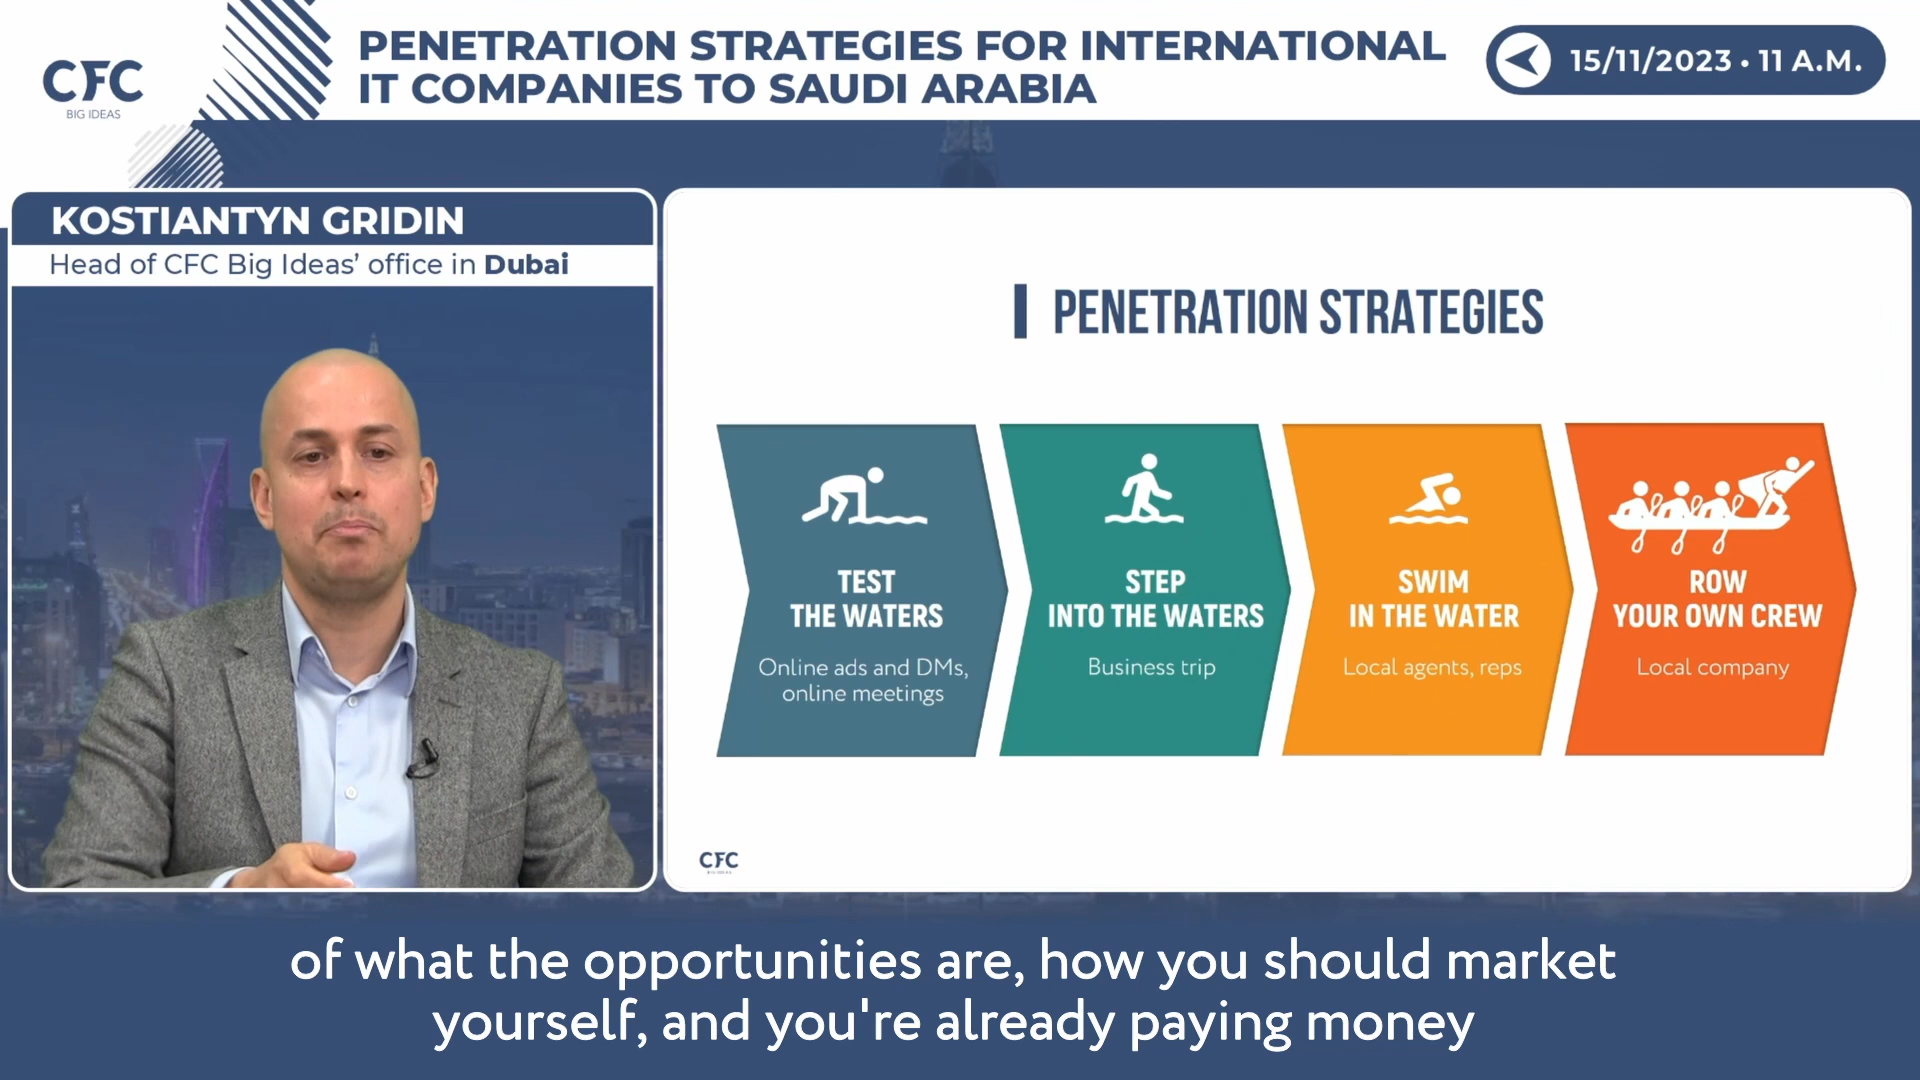 CFC
BIG IDEAS
PENETRATION STRATEGIES FOR INTERNATIONAL
IT COMPANIES TO SAUDI ARABIA
15/11/2023 • 11 A.M.
KOSTIANTYN GRIDIN
Head of CFC Big Ideas’ office in Dubai
PENETRATION STRATEGIES
TEST
THE WATERS
Online ads and DMs,
online meetings
STEP
INTO THE WATERS
Business trip
SWIM
IN THE WATER
Local agents, reps
ROW
YOUR OWN CREW
Local company
CFC
BIG IDEAS
of what the opportunities are, how you should market
yourself, and you're already paying money